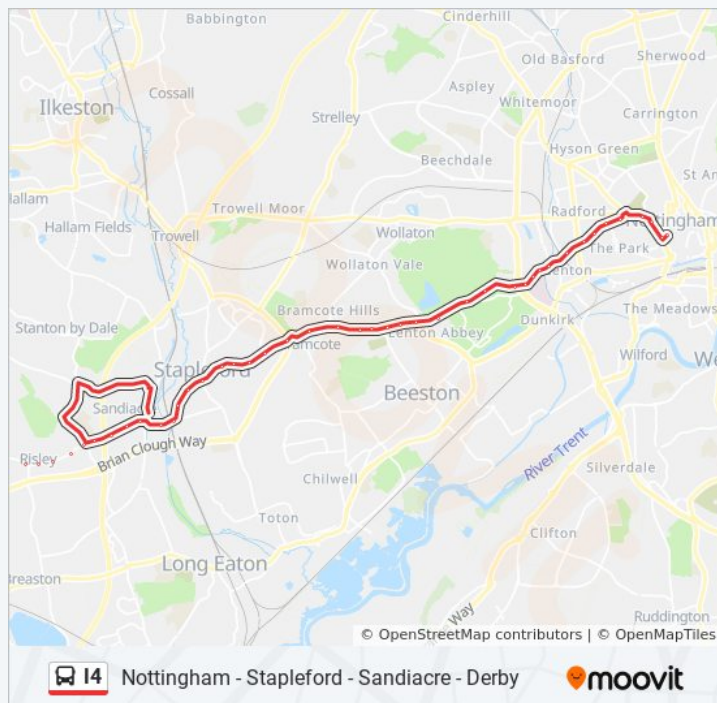 Babbington
Cinderhill
Sherwood
Old Basford
Ilkeston
Cossall
Aspley
Whitemoor
Carrington
Strelley
Hyson Green
Beechdale
St A
Hallam
Trowell Moor
Radford
Hallam Fields
Trowell
Wollaton
Nottingham
The Park
Wollaton Vale
Lenton
Bramcote Hills
Dunkirk
The Meadows
Stanton by Dale
Lenton Abbey
Bramcote
Wilford
We
Stapleford
Beeston
Sandiacre
Risley
Brian Clough Way
River Trent
Silverdale
Chilwell
Toton
Clifton
Long Eaton
Breaston
Way
Ruddington
© OpenStreetMap contributors | © OpenMapTiles
I4 Nottingham - Stapleford - Sandiacre - Derby moovit